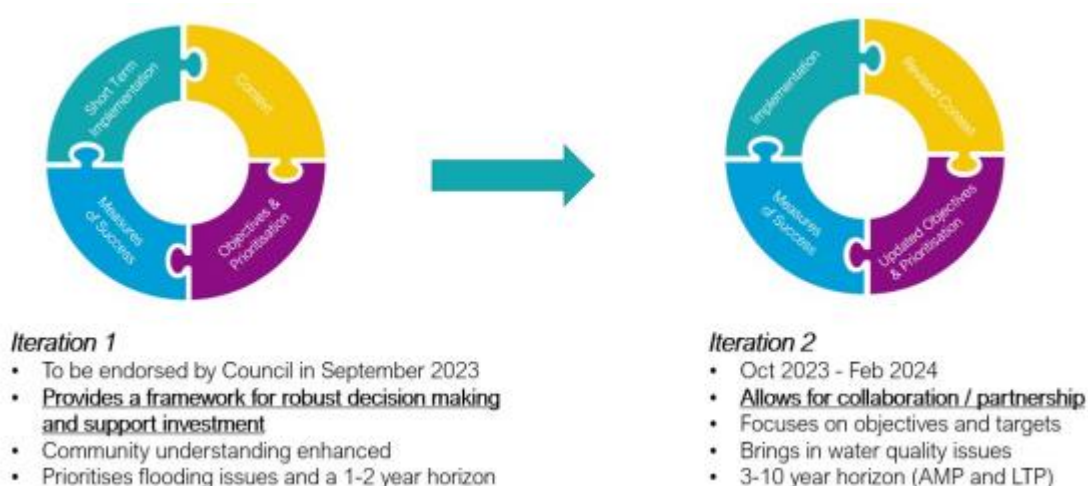 Short Term
Implementation
Context
Measures
of Success
Objectives &
Prioritisation
Implementation
Revised Context
Measures
of Success
Updated Objectives
& Prioritisation
Iteration 1
• To be endorsed by Council in September 2023
• Provides a framework for robust decision making
and support investment
• Community understanding enhanced
• Prioritises flooding issues and a 1-2 year horizon
Iteration 2
• Oct 2023 - Feb 2024
• Allows for collaboration / partnership
• Focuses on objectives and targets
• Brings in water quality issues
• 3-10 year horizon (AMP and LTP)